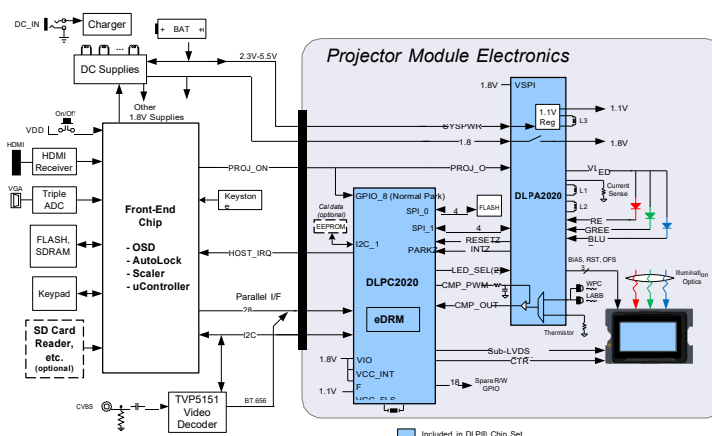 DC_IN
Charger
+ BAT +
Projector Module Electronics
DC Supplies
2.3V-5.5V
Other
1.8V Supplies
On/Off
VDD
HDMI
HDMI
Receiver
VGA
Triple
ADC
FLASH,
SDRAM
Keypad
SD Card
Reader,
etc.
(optional)
CVBS
TVP5151
Video
Decoder
BT.656
Front-End
Chip
- OSD
- AutoLock
- Scaler
- uController
PROJ_ON
Keyston
e
HOST_IRQ
Parallel I/F
28
I2C
SYSPWR
1.8
PROJ_O
Cal data
(optional)
EEPROM
GPIO_8 (Normal Park)
SPI_0
4
FLASH
SPI_1
4
I2C_1
RESETZ
PARKZ
INTZ
DLPC2020
LED_SEL(2)
CMP_PWM
CMP_OUT
eDRM
1.8V
VIO
VCC_INT
F
1.1V
VCC_FLS
18
Spare R/W
GPIO
Sub-LVDS
CTR
1.8V
VSPI
1.1V
Reg
L3
1.1V
1.8V
DLPA2020
VLED
L1
L2
Current
Sense
RE
GREE
BLU
BIAS, RST, OFS
3
WPC
LABB
Thermistor
Illumination
Optics
Included in DLP® Chip Set